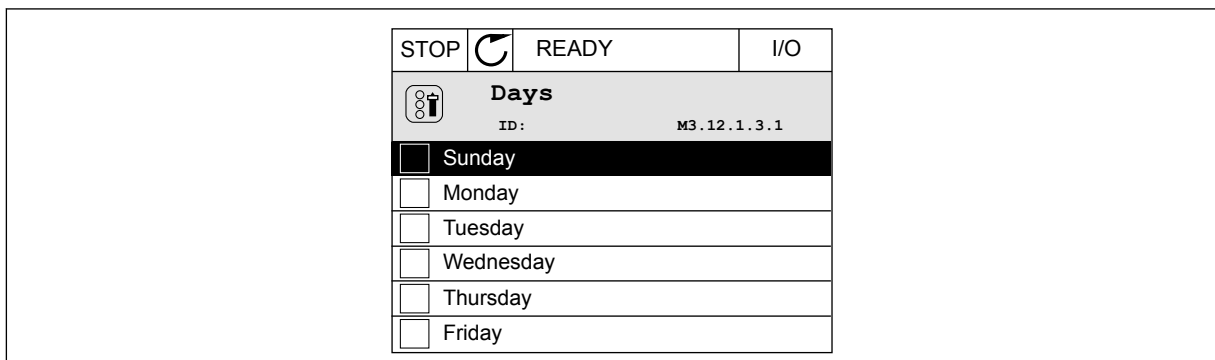 STOP READY I/O
Days
ID: M3.12.1.3.1
Sunday
Monday
Tuesday
Wednesday
Thursday
Friday